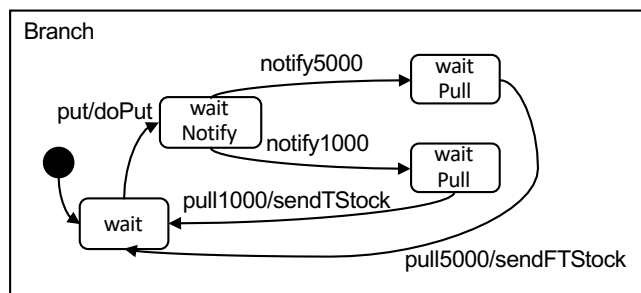 Branch
notify5000
wait
Pull
put/doPut
wait
Notify
notify1000
wait
Pull
pull1000/sendTStock
wait
pull5000/sendFTStock